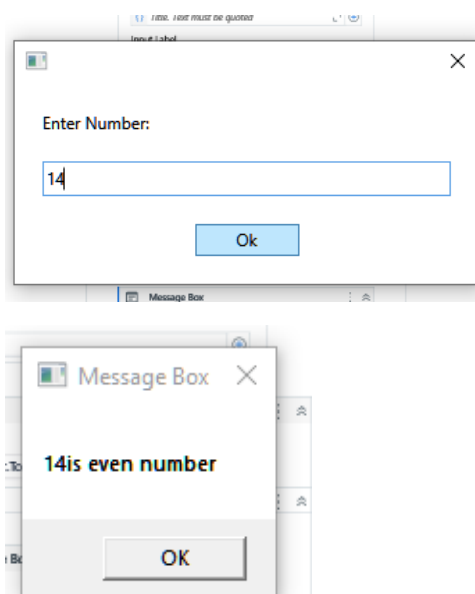 Title. Text must be quoted
Input Label
Enter Number:
14
Ok
Message Box
Message Box
14is even number
OK